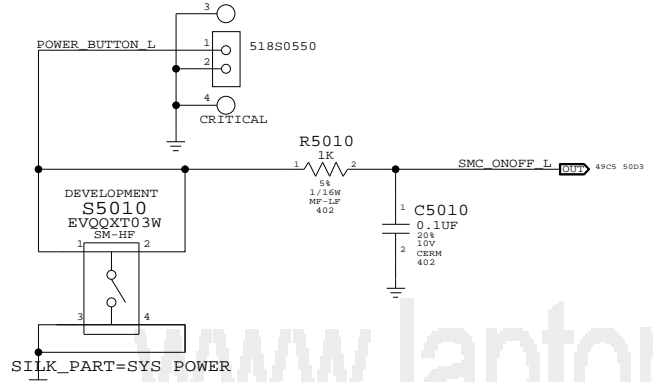 3
POWER_BUTTON_L
1
518S0550
2
4
CRITICAL
R5010
1K
1
2
SMC_ONOFF_L
OUT
49C5 50D3
5%
1/16W
MF-LF
402
DEVELOPMENT
S5010
EVQQXT03W
SM-HF
1
2
3
4
1
C5010
0.1UF
20%
2
10V
CERM
402
SILK_PART=SYS POWER
www.laptop